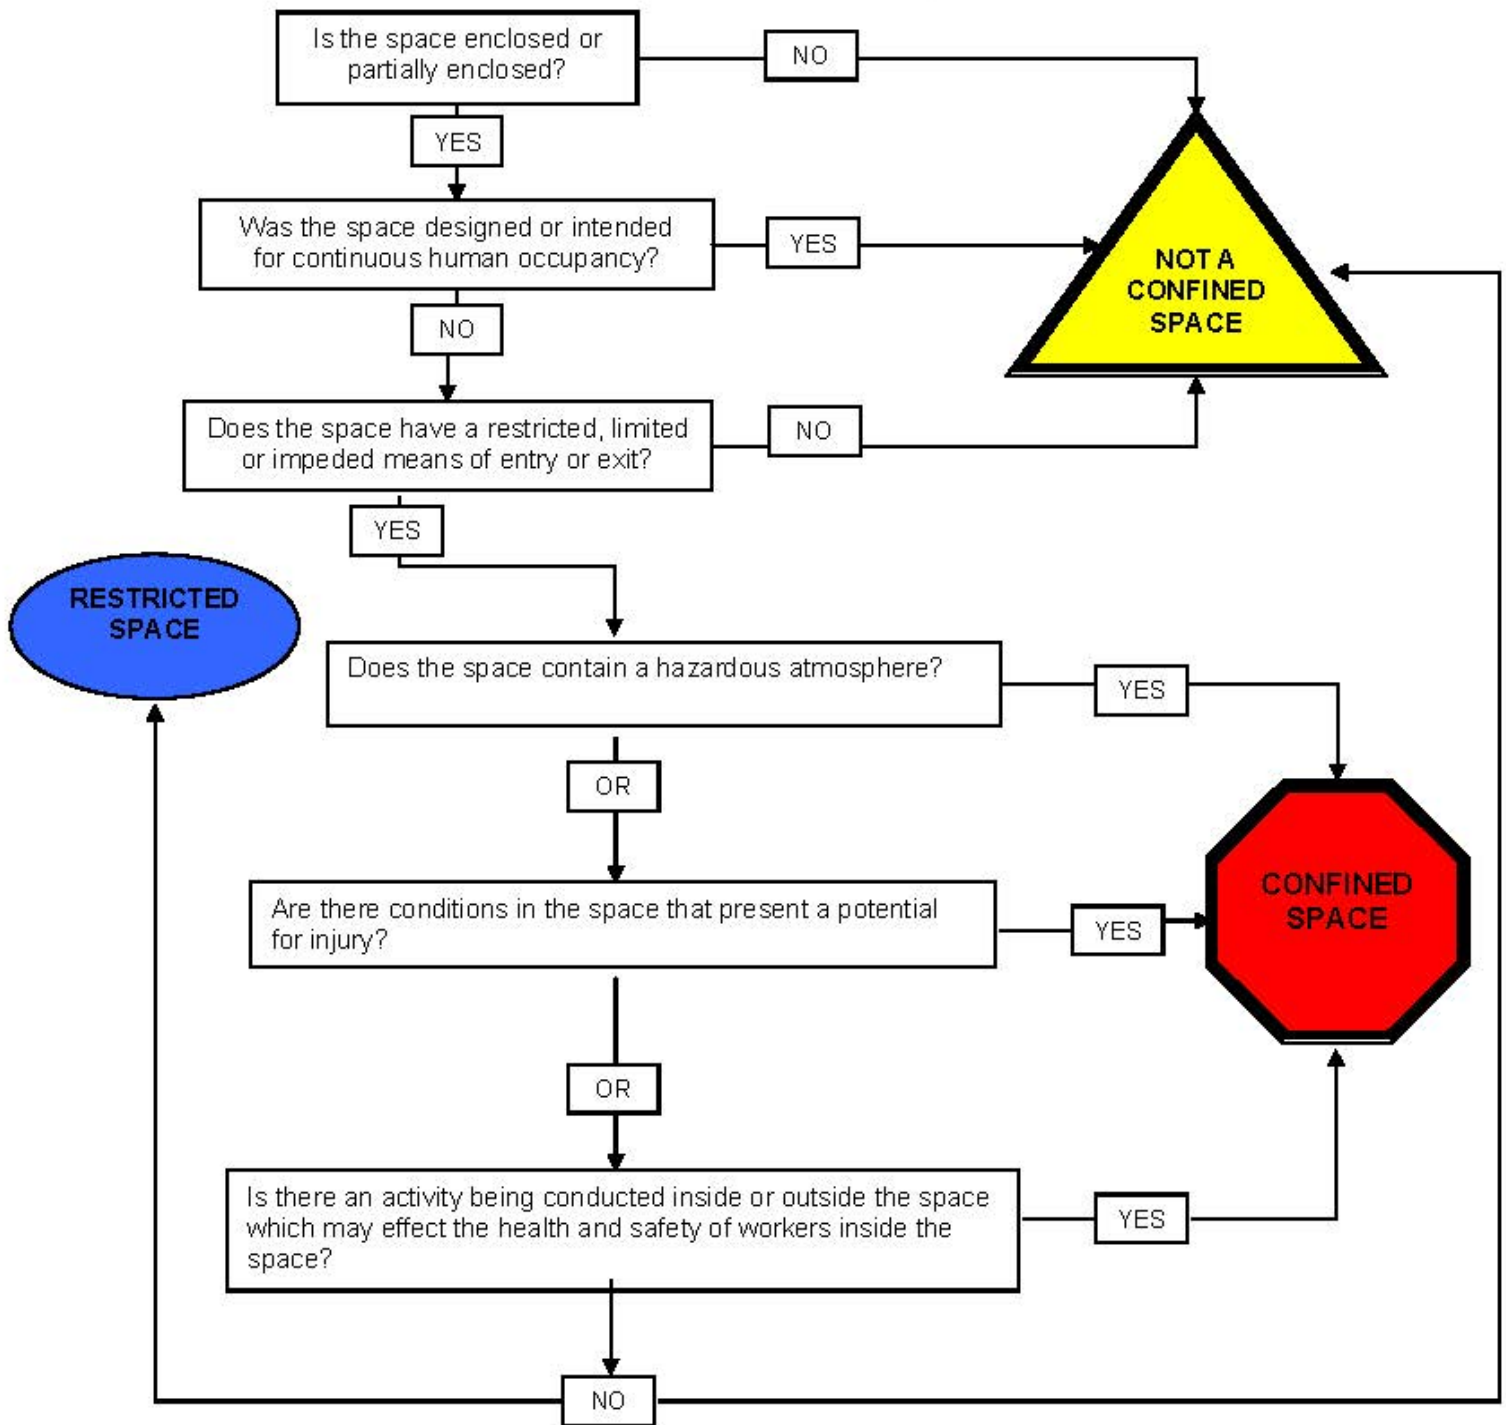 Is the space enclosed or
partially enclosed?
NO
YES
Was the space designed or intended
for continuous human occupancy?
YES
NOT A
CONFINED
SPACE
NO
Does the space have a restricted, limited
or impeded means of entry or exit?
NO
YES
RESTRICTED
SPACE
Does the space contain a hazardous atmosphere?
YES
OR
CONFINED
SPACE
Are there conditions in the space that present a potential
for injury?
YES
OR
Is there an activity being conducted inside or outside the space
which may effect the health and safety of workers inside the
space?
YES
NO